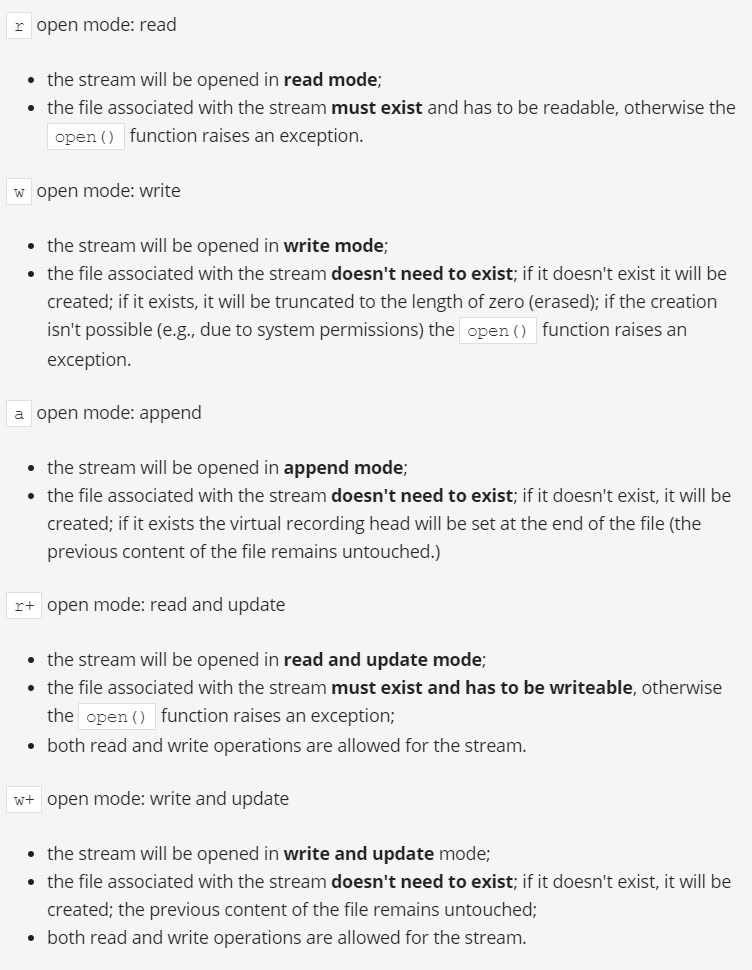 r open mode: read
the stream will be opened in read mode;
the file associated with the stream must exist and has to be readable, otherwise the
open() function raises an exception.
w open mode: write
the stream will be opened in write mode;
the file associated with the stream doesn't need to exist; if it doesn't exist it will be
created; if it exists, it will be truncated to the length of zero (erased); if the creation
isn't possible (e.g., due to system permissions) the open() function raises an
exception.
a open mode: append
the stream will be opened in append mode;
the file associated with the stream doesn't need to exist; if it doesn't exist, it will be
created; if it exists the virtual recording head will be set at the end of the file (the
previous content of the file remains untouched.)
r+ open mode: read and update
the stream will be opened in read and update mode;
the file associated with the stream must exist and has to be writeable, otherwise
the open() function raises an exception;
both read and write operations are allowed for the stream.
w+ open mode: write and update
the stream will be opened in write and update mode;
the file associated with the stream doesn't need to exist; if it doesn't exist, it will be
created; the previous content of the file remains untouched;
both read and write operations are allowed for the stream.